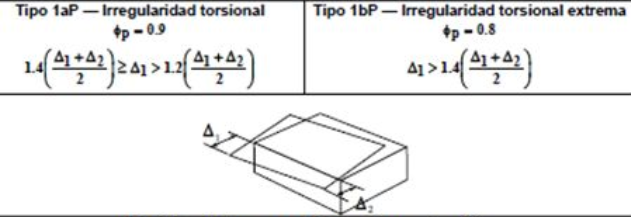 Tipo 1aP — Irregularidad torsional
ϕp = 0.9
1.4((Δ1 + Δ2)/2) ≥ Δ1 > 1.2((Δ1 + Δ2)/2)
Tipo 1bP — Irregularidad torsional extrema
ϕp = 0.8
Δ1 > 1.4((Δ1 + Δ2)/2)
Δ1
Δ2